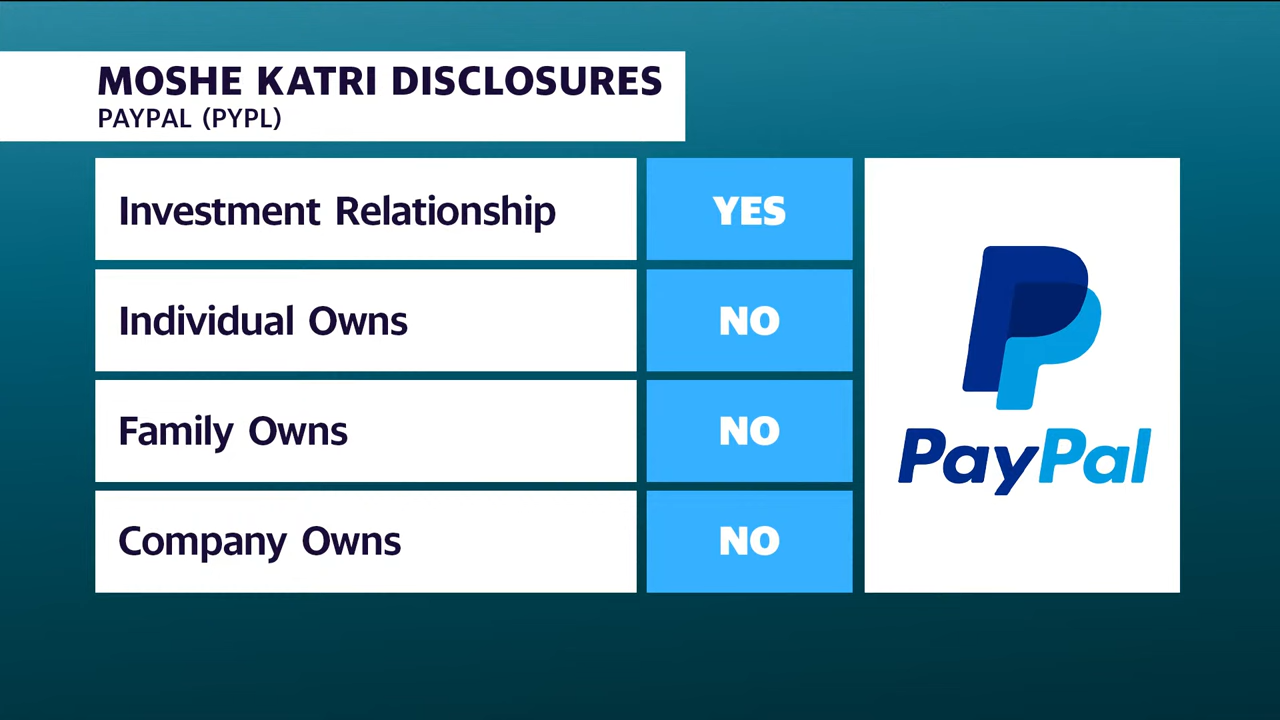 MOSHE KATRI DISCLOSURES
PAYPAL (PYPL)
Investment Relationship YES
Individual Owns NO
Family Owns NO
Company Owns NO
PayPal